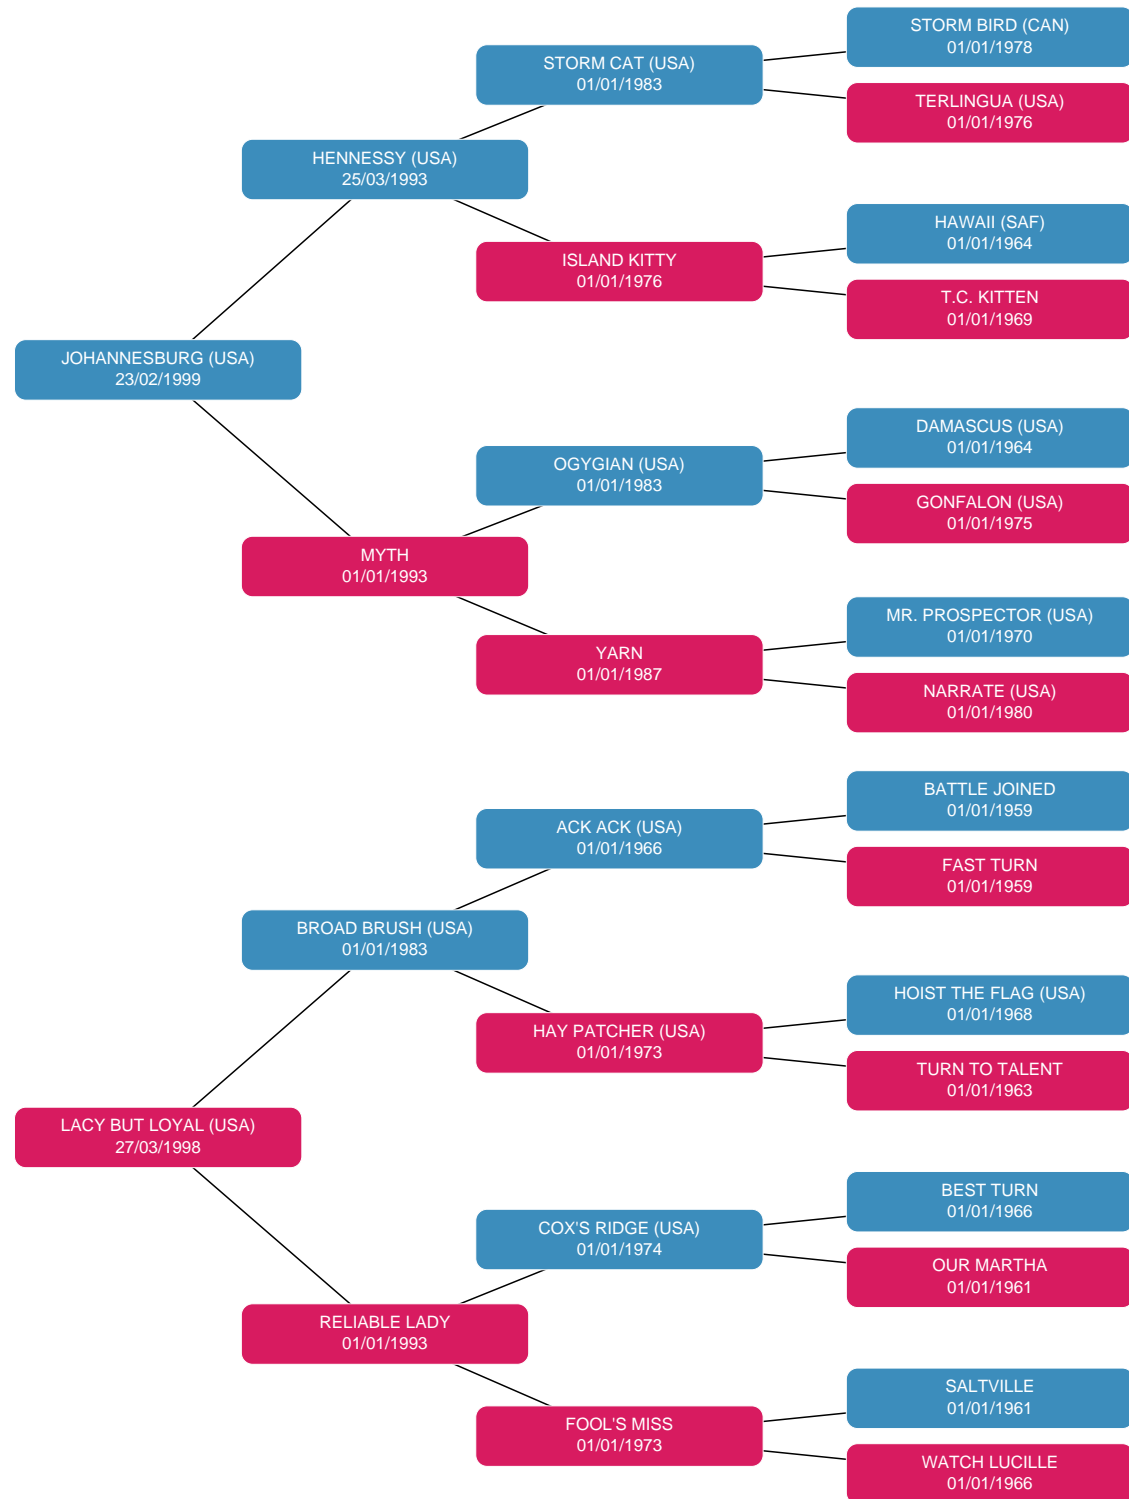 STORM BIRD (CAN)
01/01/1978
STORM CAT (USA)
01/01/1983
TERLINGUA (USA)
01/01/1976
HENNESSY (USA)
25/03/1993
HAWAII (SAF)
01/01/1964
ISLAND KITTY
01/01/1976
T.C. KITTEN
01/01/1969
JOHANNESBURG (USA)
23/02/1999
DAMASCUS (USA)
01/01/1964
OGYGIAN (USA)
01/01/1983
GONFALON (USA)
01/01/1975
MYTH
01/01/1993
MR. PROSPECTOR (USA)
01/01/1970
YARN
01/01/1987
NARRATE (USA)
01/01/1980
BATTLE JOINED
01/01/1959
ACK ACK (USA)
01/01/1966
FAST TURN
01/01/1959
BROAD BRUSH (USA)
01/01/1983
HOIST THE FLAG (USA)
01/01/1968
HAY PATCHER (USA)
01/01/1973
TURN TO TALENT
01/01/1963
LACY BUT LOYAL (USA)
27/03/1998
BEST TURN
01/01/1966
COX'S RIDGE (USA)
01/01/1974
OUR MARTHA
01/01/1961
RELIABLE LADY
01/01/1993
SALTVILLE
01/01/1961
FOOL'S MISS
01/01/1973
WATCH LUCILLE
01/01/1966